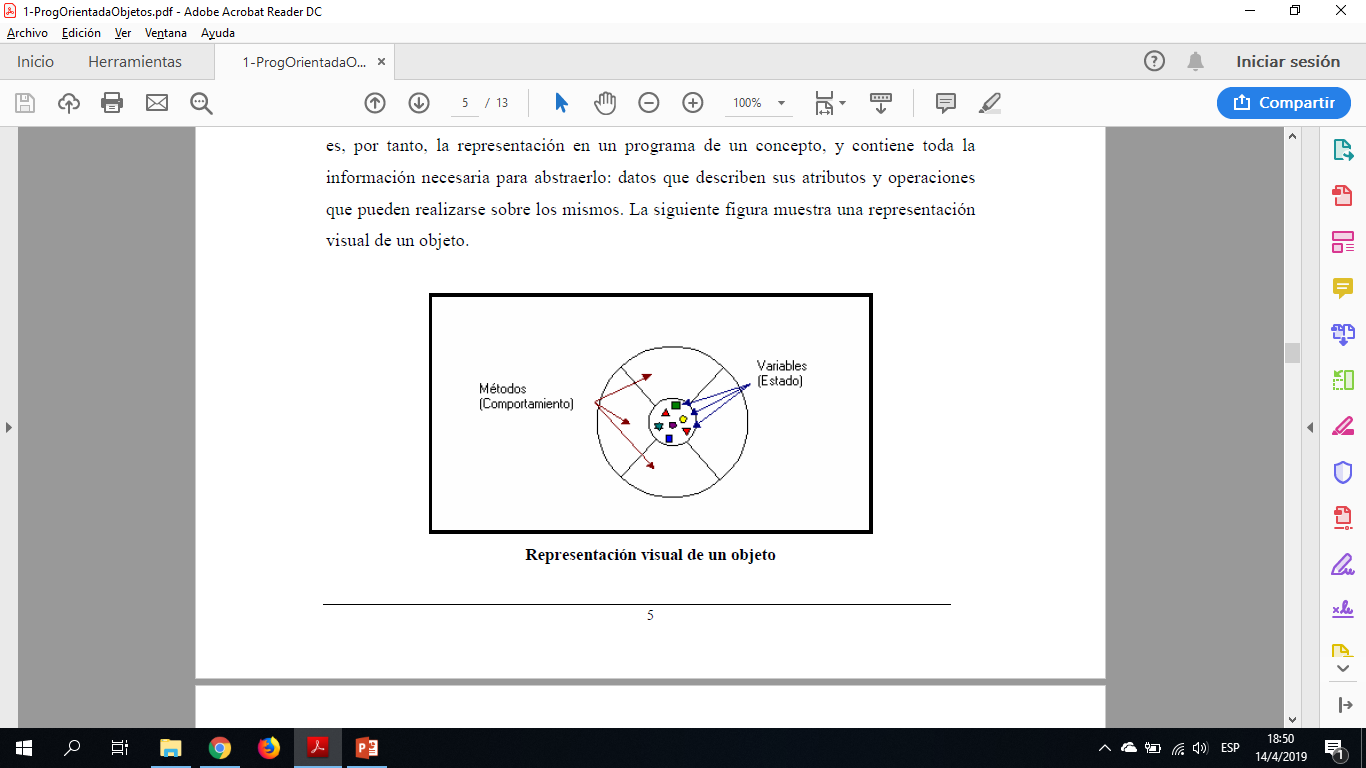 1-ProgOrientadaObjetos.pdf - Adobe Acrobat Reader DC
Archivo Edición Ver Ventana Ayuda
Inicio Herramientas 1-ProgOrientadaO... Iniciar sesión
5 / 13 100% Compartir
es, por tanto, la representación en un programa de un concepto, y contiene toda la
información necesaria para abstraerlo: datos que describen sus atributos y operaciones
que pueden realizarse sobre los mismos. La siguiente figura muestra una representación
visual de un objeto.
Variables
(Estado)
Métodos
(Comportamiento)
Representación visual de un objeto
5
18:50
ESP
14/4/2019
1